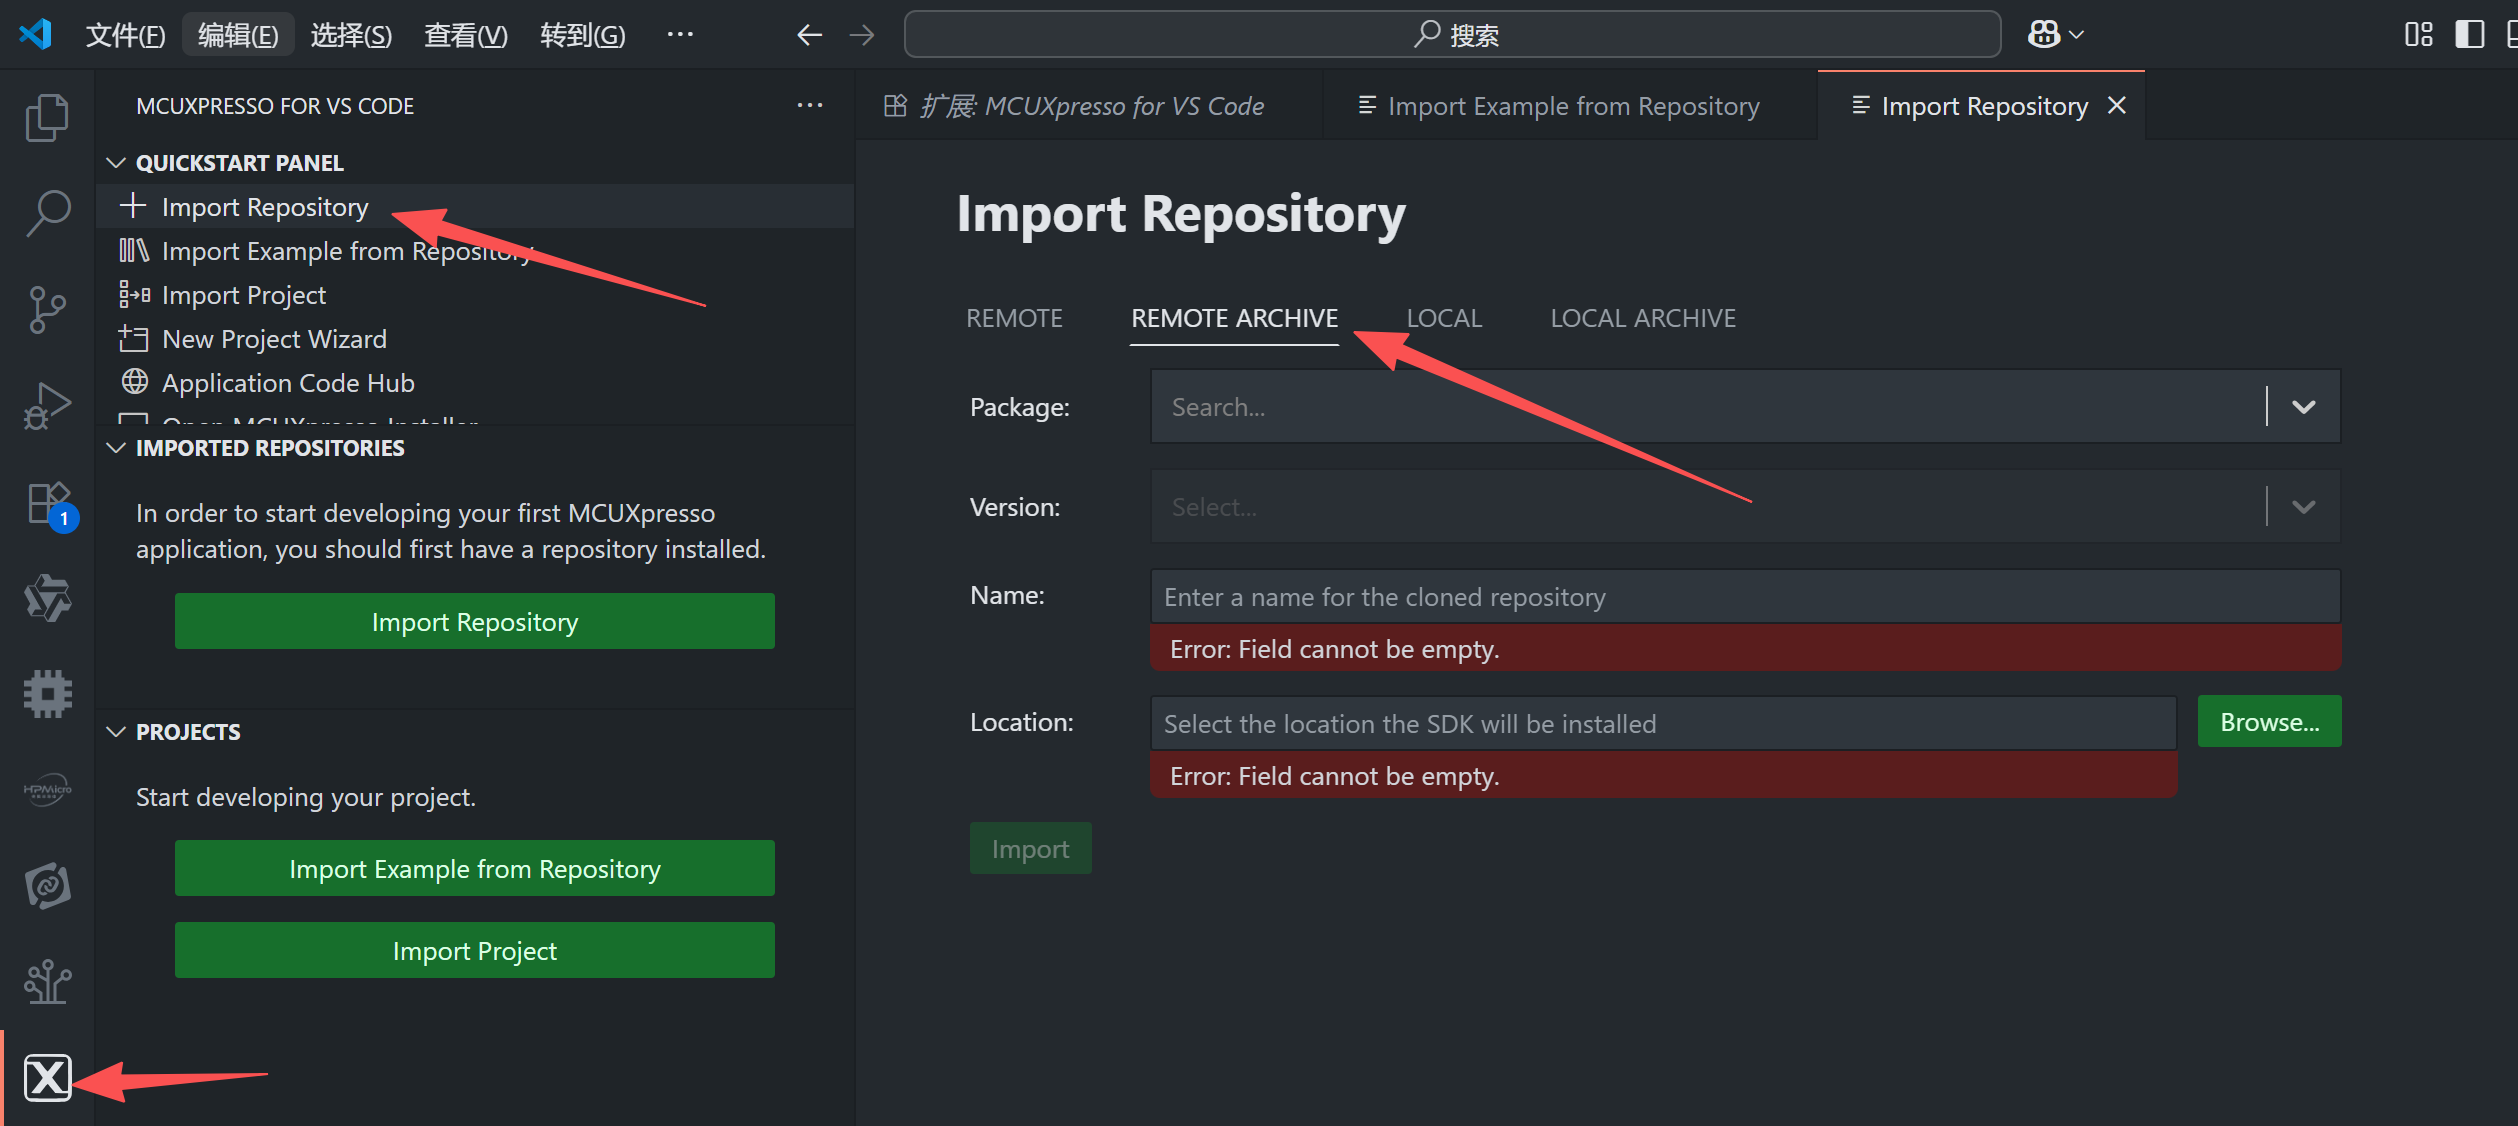 文件(F) 编辑(E) 选择(S) 查看(V) 转到(G) ··· 搜索
MCUXPRESSO FOR VS CODE ···
QUICKSTART PANEL
Import Repository
Import Example from Repository
Import Project
New Project Wizard
Application Code Hub
Open MCUXpresso Installer
IMPORTED REPOSITORIES
In order to start developing your first MCUXpresso
application, you should first have a repository installed.
Import Repository
PROJECTS
Start developing your project.
Import Example from Repository
Import Project
1
HPMicro
扩展: MCUXpresso for VS Code
Import Example from Repository
Import Repository
Import Repository
REMOTE
REMOTE ARCHIVE
LOCAL
LOCAL ARCHIVE
Package:
Search...
Version:
Select...
Name:
Enter a name for the cloned repository
Error: Field cannot be empty.
Location:
Select the location the SDK will be installed
Browse...
Error: Field cannot be empty.
Import